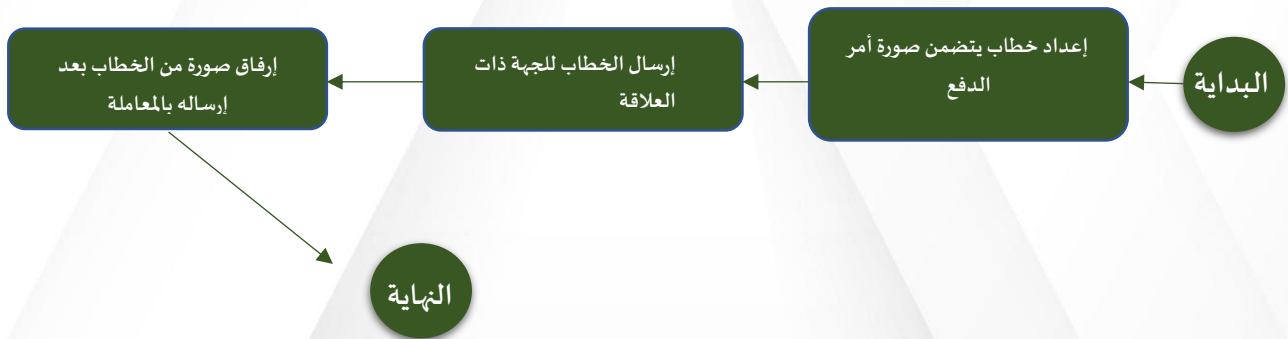 البداية
إعداد خطاب يتضمن صورة أمر
الدفع
إرسال الخطاب للجهة ذات
العلاقة
إرفاق صورة من الخطاب بعد
إرساله بالمعاملة
النهاية